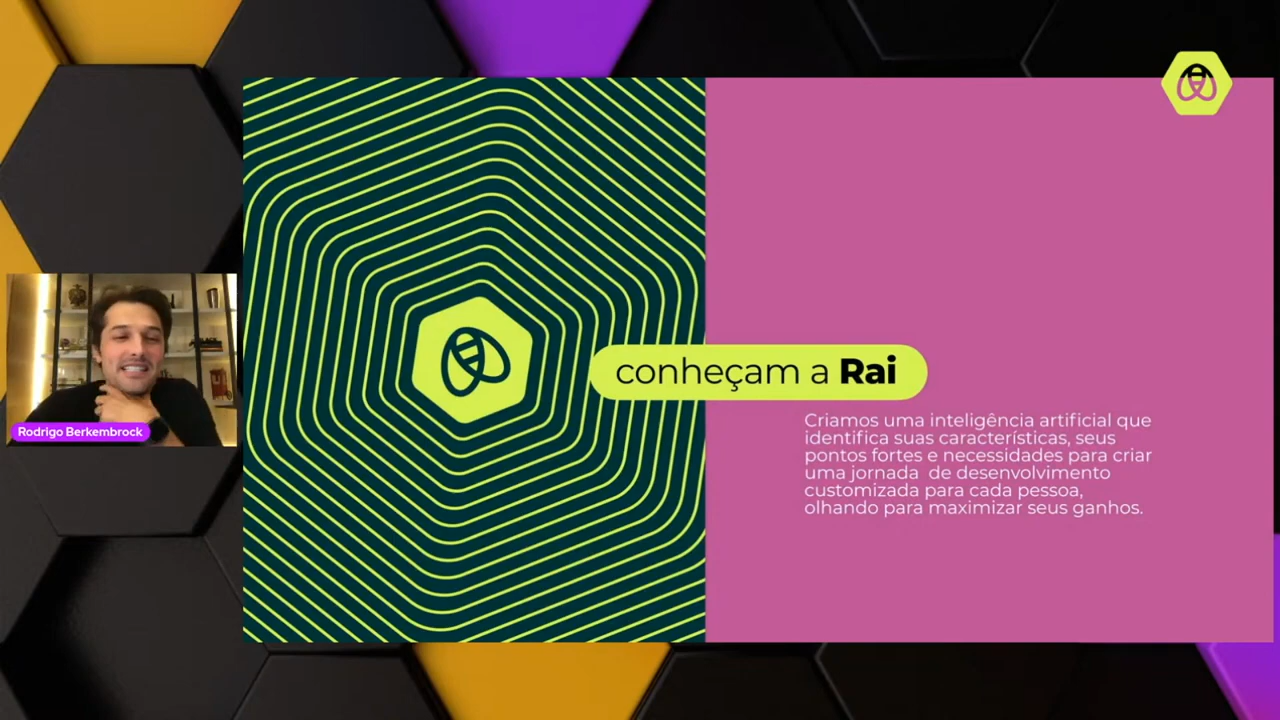 conheçam a Rai
Criamos uma inteligência artificial que
identifica suas características, seus
pontos fortes e necessidades para criar
uma jornada de desenvolvimento
customizada para cada pessoa,
olhando para maximizar seus ganhos.
Rodrigo Berkembrock